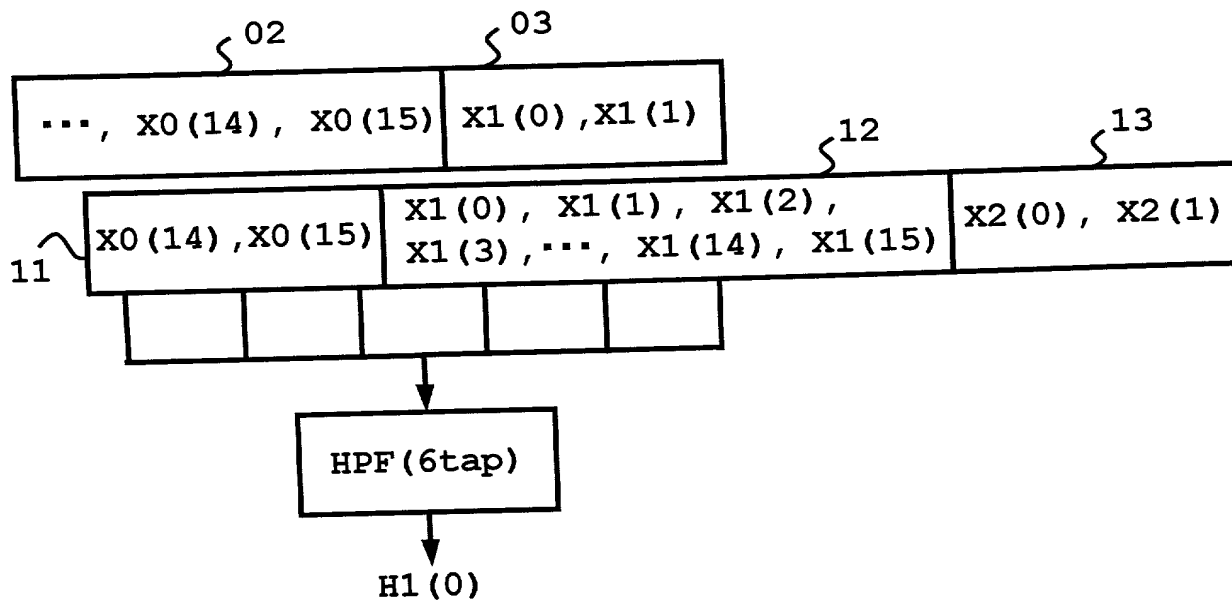 02
03
..., X0(14), X0(15)
X1(0),X1(1)
12
13
11
X0(14),X0(15)
X1(0), X1(1), X1(2),
X1(3),..., X1(14), X1(15)
X2(0), X2(1)
HPF(6tap)
H1(0)